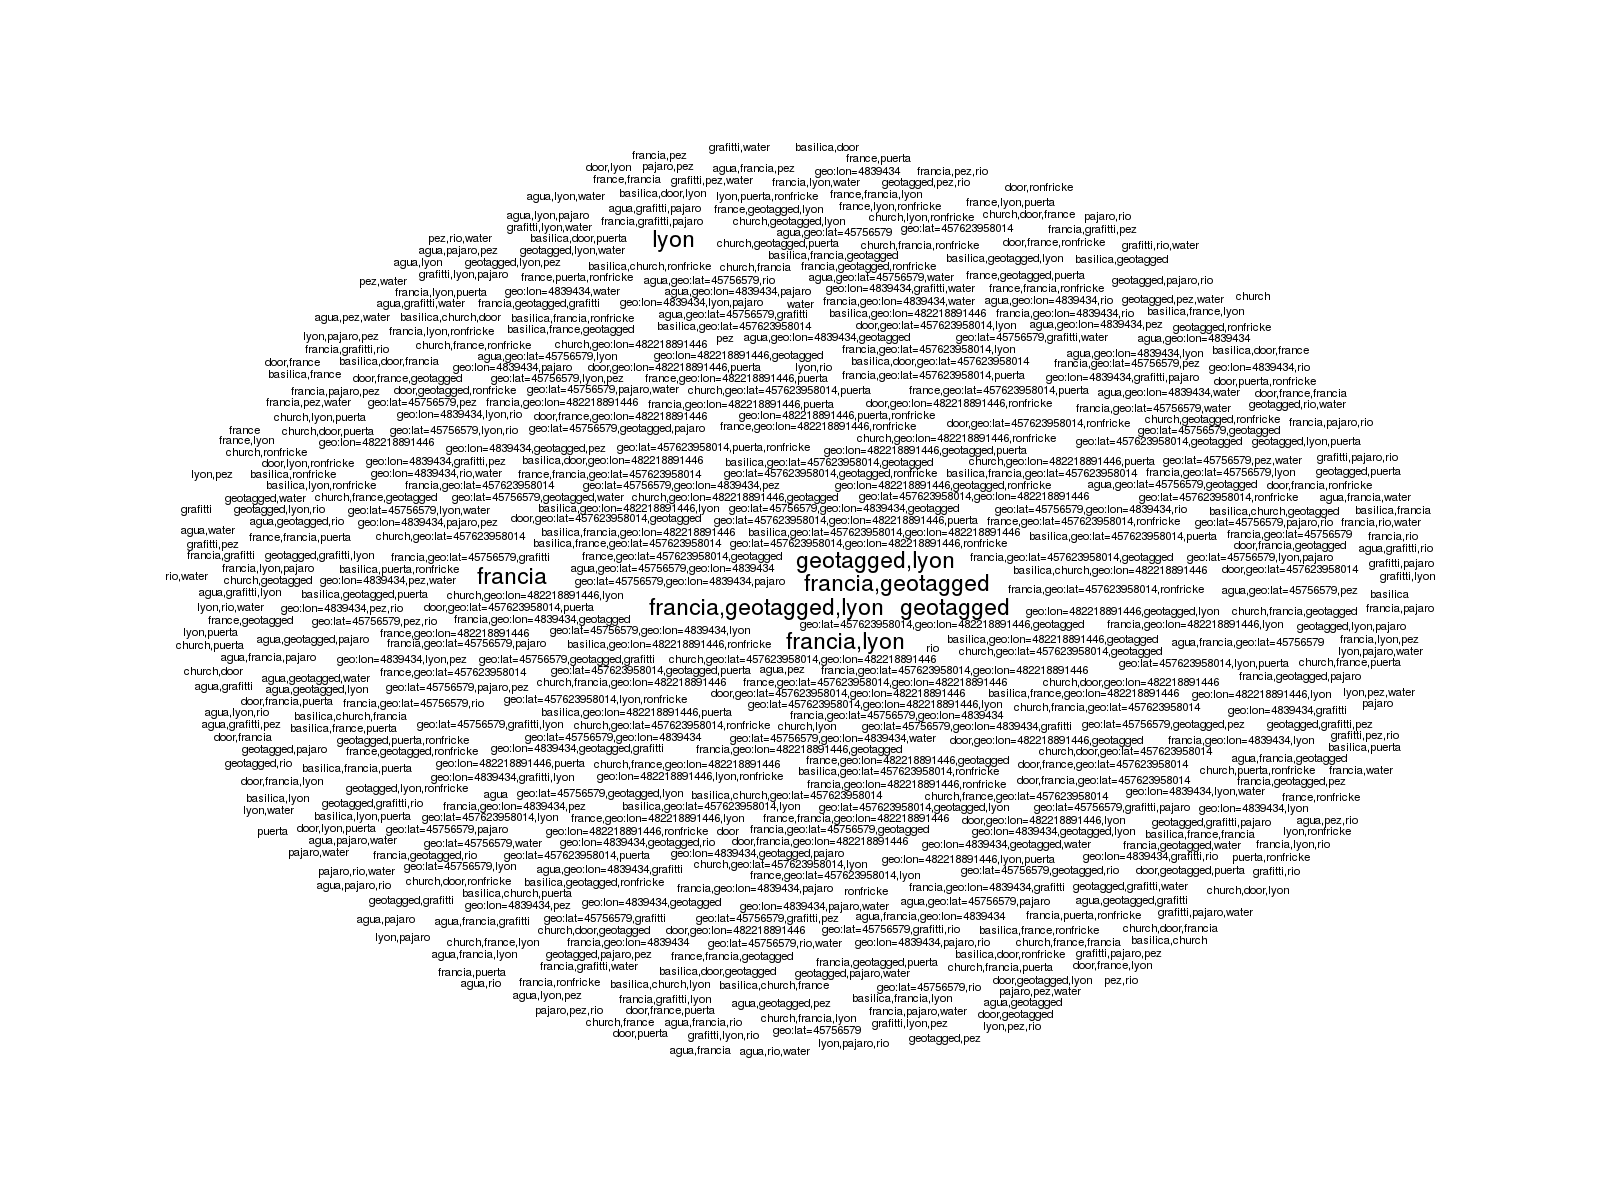 grafitti,water basilica,door
francia,pez france,puerta
door,lyon pajaro,pez agua,francia,pez geo:lon=4839434 francia,pez,rio
france,francia grafitti,pez,water francia,lyon,water geotagged,pez,rio door,ronfricke
agua,lyon,water basilica,door,lyon lyon,puerta,ronfricke france,francia,lyon france,lyon,puerta
agua,lyon,pajaro agua,grafitti,pajaro france,geotagged,lyon france,lyon,ronfricke church,door,france pajaro,rio
grafitti,lyon,water francia,grafitti,pajaro church,geotagged,lyon church,lyon,ronfricke geo:lat=457623958014 francia,grafitti,pez
pez,rio,water basilica,door,puerta lyon church,geotagged,puerta agua,geo:lat=45756579 church,francia,ronfricke door,france,ronfricke grafitti,rio,water
agua,pajaro,pez geotagged,lyon,water basilica,francia,geotagged basilica,geotagged,lyon basilica,geotagged
agua,lyon geotagged,lyon,pez basilica,church,ronfricke church,francia francia,geotagged,ronfricke
pez,water grafitti,lyon,pajaro france,puerta,ronfricke agua,geo:lat=45756579,rio agua,geo:lat=45756579,water france,geotagged,puerta geotagged,pajaro,rio
francia,lyon,puerta geo:lon=4839434,water agua,geo:lon=4839434,pajaro geo:lon=4839434,grafitti,water france,francia,ronfricke
agua,grafitti,water francia,geotagged,grafitti geo:lon=4839434,lyon,pajaro water francia,geo:lon=4839434,water agua,geo:lon=4839434,rio geotagged,pez,water church
agua,pez,water basilica,church,door basilica,francia,ronfricke agua,geo:lat=45756579,grafitti basilica,geo:lon=482218891446 francia,geo:lon=4839434,rio basilica,france,lyon
lyon,pajaro,pez francia,lyon,ronfricke basilica,france,geotagged basilica,geo:lat=457623958014 door,geo:lat=457623958014,lyon agua,geo:lon=4839434,pez geotagged,ronfricke
francia,grafitti,rio church,france,ronfricke church,geo:lon=482218891446 pez agua,geo:lon=4839434,geotagged geo:lat=45756579,grafitti,water agua,geo:lon=4839434
door,france basilica,door,francia agua,geo:lat=45756579,lyon geo:lon=482218891446,geotagged francia,geo:lat=457623958014,lyon agua,geo:lon=4839434,lyon basilica,door,france
basilica,france door,france,geotagged geo:lon=4839434,pajaro door,geo:lon=482218891446,puerta lyon,rio basilica,door,geo:lat=457623958014 francia,geo:lat=45756579,pez geo:lon=4839434,rio
geo:lat=45756579,lyon,pez france,geo:lon=482218891446,puerta francia,geo:lat=457623958014,puerta geo:lon=4839434,grafitti,pajaro door,puerta,ronfricke
francia,pajaro,pez door,geotagged,ronfricke geo:lat=45756579,pajaro,water church,geo:lat=457623958014,puerta france,geo:lat=457623958014,puerta agua,geo:lon=4839434,water door,france,francia
francia,pez,water geo:lat=45756579,pez francia,geo:lon=482218891446 francia,geo:lon=482218891446,puerta door,geo:lon=482218891446,ronfricke francia,geo:lat=45756579,water geotagged,rio,water
church,lyon,puerta geo:lon=4839434,lyon,rio door,france,geo:lon=482218891446 geo:lon=482218891446,puerta,ronfricke church,geotagged,ronfricke francia,pajaro,rio
france church,door,puerta geo:lat=45756579,lyon,rio geo:lat=45756579,geotagged,pajaro france,geo:lon=482218891446,ronfricke door,geo:lat=457623958014,ronfricke geo:lat=45756579,geotagged
france,lyon geo:lon=482218891446 church,geo:lon=482218891446,ronfricke geo:lat=457623958014,geotagged geotagged,lyon,puerta
church,ronfricke geo:lon=4839434,geotagged,pez geo:lat=457623958014,puerta,ronfricke geo:lon=482218891446,geotagged,puerta
door,lyon,ronfricke geo:lon=4839434,grafitti,pez basilica,door,geo:lon=482218891446 basilica,geo:lat=457623958014,geotagged church,geo:lon=482218891446,puerta geo:lat=45756579,pez,water grafitti,pajaro,rio
lyon,pez basilica,ronfricke france,francia,geo:lat=457623958014 geo:lat=457623958014,geotagged,ronfricke basilica,francia,geo:lat=457623958014 francia,geo:lat=45756579,lyon geotagged,puerta
basilica,lyon,ronfricke francia,geo:lat=457623958014 geo:lat=45756579,geo:lon=4839434,pez geo:lon=482218891446,geotagged,ronfricke agua,geo:lat=45756579,geotagged door,francia,ronfricke
geotagged,water church,france,geotagged geo:lat=45756579,geotagged,water church,geo:lon=482218891446,geotagged geo:lat=457623958014,geo:lon=482218891446 geo:lat=457623958014,ronfricke agua,francia,water
grafitti geotagged,lyon,rio geo:lat=45756579,lyon,water basilica,geo:lon=482218891446,lyon geo:lat=45756579,geo:lon=4839434,geotagged geo:lat=45756579,geo:lon=4839434,rio basilica,church,geotagged basilica,francia
agua,geotagged,rio geo:lon=4839434,pajaro,pez door,geo:lat=457623958014,geotagged geo:lat=457623958014,geo:lon=482218891446,puerta france,geo:lat=457623958014,ronfricke geo:lat=45756579,pajaro,rio francia,rio,water
agua,water france,francia,puerta church,geo:lat=457623958014 basilica,francia,geo:lon=482218891446 basilica,geo:lat=457623958014,geo:lon=482218891446 basilica,geo:lat=457623958014,puerta francia,geo:lat=45756579 francia,rio
grafitti,pez basilica,france,geo:lat=457623958014 geo:lat=457623958014,geo:lon=482218891446,ronfricke door,francia,geotagged agua,grafitti,rio
francia,grafitti geotagged,grafitti,lyon francia,geo:lat=45756579,grafitti france,geo:lat=457623958014,geotagged geotagged,lyon francia,geo:lat=457623958014,geotagged geo:lat=45756579,lyon,pajaro grafitti,pajaro
francia,lyon,pajaro basilica,puerta,ronfricke agua,geo:lat=45756579,geo:lon=4839434 basilica,church,geo:lon=482218891446 door,geo:lat=457623958014
rio,water church,geotagged geo:lon=4839434,pez,water francia geo:lat=45756579,geo:lon=4839434,pajaro francia,geotagged grafitti,lyon
agua,grafitti,lyon basilica,geotagged,puerta church,geo:lon=482218891446,lyon francia,geo:lat=457623958014,ronfricke agua,geo:lat=45756579,pez basilica
lyon,rio,water geo:lon=4839434,pez,rio door,geo:lat=457623958014,puerta francia,geotagged,lyon geotagged geo:lon=482218891446,geotagged,lyon church,francia,geotagged francia,pajaro
france,geotagged geo:lat=45756579,pez,rio francia,geo:lon=4839434,geotagged geo:lat=457623958014,geo:lon=482218891446,geotagged francia,geo:lon=482218891446,lyon geotagged,lyon,pajaro
lyon,puerta agua,geotagged,pajaro france,geo:lon=482218891446 geo:lat=45756579,geo:lon=4839434,lyon francia,lyon basilica,geo:lon=482218891446,geotagged agua,francia,geo:lat=45756579 francia,lyon,pez
church,puerta francia,geo:lat=45756579,pajaro basilica,geo:lon=482218891446,ronfricke rio church,geo:lat=457623958014,geotagged lyon,pajaro,water
agua,francia,pajaro geo:lon=4839434,lyon,pez geo:lat=45756579,geotagged,grafitti church,geo:lat=457623958014,geo:lon=482218891446 geo:lat=457623958014,lyon,puerta church,france,puerta
church,door agua,geotagged,water france,geo:lat=457623958014 geo:lat=457623958014,geotagged,puerta agua,pez francia,geo:lat=457623958014,geo:lon=482218891446 francia,geotagged,pajaro
agua,grafitti agua,geotagged,lyon geo:lat=45756579,pajaro,pez church,francia,geo:lon=482218891446 france,geo:lat=457623958014,geo:lon=482218891446 church,door,geo:lon=482218891446
door,francia,puerta francia,geo:lat=45756579,rio geo:lat=457623958014,lyon,ronfricke door,geo:lat=457623958014,geo:lon=482218891446 basilica,france,geo:lon=482218891446 geo:lon=482218891446,lyon lyon,pez,water
agua,lyon,rio basilica,church,francia basilica,geo:lon=482218891446,puerta geo:lat=457623958014,geo:lon=482218891446,lyon church,francia,geo:lat=457623958014 geo:lon=4839434,grafitti pajaro
agua,grafitti,pez basilica,france,puerta geo:lat=45756579,grafitti,lyon church,geo:lat=457623958014,ronfricke church,lyon francia,geo:lat=45756579,geo:lon=4839434 geo:lat=45756579,geo:lon=4839434,grafitti geo:lat=45756579,geotagged,pez geotagged,grafitti,pez
door,francia geotagged,puerta,ronfricke geo:lat=45756579,geo:lon=4839434 geo:lat=45756579,geo:lon=4839434,water door,geo:lon=482218891446,geotagged francia,geo:lon=4839434,lyon grafitti,pez,rio
geotagged,pajaro france,geotagged,ronfricke geo:lon=4839434,geotagged,grafitti francia,geo:lon=482218891446,geotagged church,door,geo:lat=457623958014 basilica,puerta
geotagged,rio basilica,francia,puerta geo:lon=482218891446,puerta church,france,geo:lon=482218891446 france,geo:lon=482218891446,geotagged door,france,geo:lat=457623958014 agua,francia,geotagged
door,francia,lyon geo:lon=4839434,grafitti,lyon geo:lon=482218891446,lyon,ronfricke basilica,geo:lat=457623958014,ronfricke door,francia,geo:lat=457623958014 church,puerta,ronfricke francia,water
geotagged,lyon,ronfricke agua geo:lat=45756579,geotagged,lyon francia,geo:lon=482218891446,ronfricke francia,geotagged,pez
basilica,lyon geotagged,grafitti,rio francia,geo:lon=4839434,pez basilica,church,geo:lat=457623958014 church,france,geo:lat=457623958014 geo:lon=4839434,lyon,water france,ronfricke
lyon,water basilica,lyon,puerta geo:lat=457623958014,lyon basilica,geo:lat=457623958014,lyon geo:lat=457623958014,geotagged,lyon geo:lat=45756579,grafitti,pajaro geo:lon=4839434,lyon
puerta door,lyon,puerta geo:lat=45756579,pajaro france,geo:lon=482218891446,lyon france,francia,geo:lon=482218891446 door,geo:lon=482218891446,lyon geotagged,grafitti,pajaro agua,pez,rio
agua,pajaro,water geo:lat=45756579,water geo:lon=482218891446,ronfricke door francia,geo:lat=45756579,geotagged geo:lon=4839434,geotagged,lyon basilica,france,francia lyon,ronfricke
pajaro,water francia,geotagged,rio geo:lat=457623958014,puerta geo:lon=4839434,geotagged,rio door,francia,geo:lon=482218891446 geo:lon=4839434,geotagged,water francia,geotagged,water francia,lyon,rio
pajaro,rio,water geo:lat=45756579,lyon agua,geo:lon=4839434,grafitti geo:lon=4839434,geotagged,pajaro church,geo:lat=457623958014,lyon geo:lon=482218891446,lyon,puerta geo:lon=4839434,grafitti,rio puerta,ronfricke
agua,pajaro,rio church,door,ronfricke basilica,geotagged,ronfricke france,geo:lat=457623958014,lyon geo:lat=45756579,geotagged,rio door,geotagged,puerta grafitti,rio
geotagged,grafitti basilica,church,puerta francia,geo:lon=4839434,pajaro ronfricke francia,geo:lon=4839434,grafitti geotagged,grafitti,water church,door,lyon
geo:lon=4839434,pez geo:lon=4839434,geotagged geo:lon=4839434,pajaro,water agua,geo:lat=45756579,pajaro agua,geotagged,grafitti
agua,pajaro agua,francia,grafitti geo:lat=45756579,grafitti geo:lat=45756579,grafitti,pez agua,francia,geo:lon=4839434 francia,puerta,ronfricke grafitti,pajaro,water
lyon,pajaro church,door,geotagged door,geo:lon=482218891446 geo:lat=45756579,grafitti,rio basilica,france,ronfricke church,door,francia
church,france,lyon francia,geo:lon=4839434 geo:lat=45756579,rio,water geo:lon=4839434,pajaro,rio church,france,francia basilica,church
agua,francia,lyon geotagged,pajaro,pez france,francia,geotagged basilica,door,ronfricke grafitti,pajaro,pez
francia,puerta francia,grafitti,water basilica,door,geotagged francia,geotagged,puerta church,francia,puerta door,france,lyon
agua,rio francia,ronfricke basilica,church,lyon basilica,church,france geotagged,pajaro,water geo:lat=45756579,rio door,geotagged,lyon pez,rio
agua,lyon,pez francia,grafitti,lyon agua,geotagged,pez basilica,francia,lyon agua,geotagged pajaro,pez,water
pajaro,pez,rio door,france,puerta church,francia,lyon francia,pajaro,water door,geotagged
church,france agua,francia,rio geo:lat=45756579 grafitti,lyon,pez lyon,pez,rio
door,puerta grafitti,lyon,rio lyon,pajaro,rio geotagged,pez
agua,francia agua,rio,water